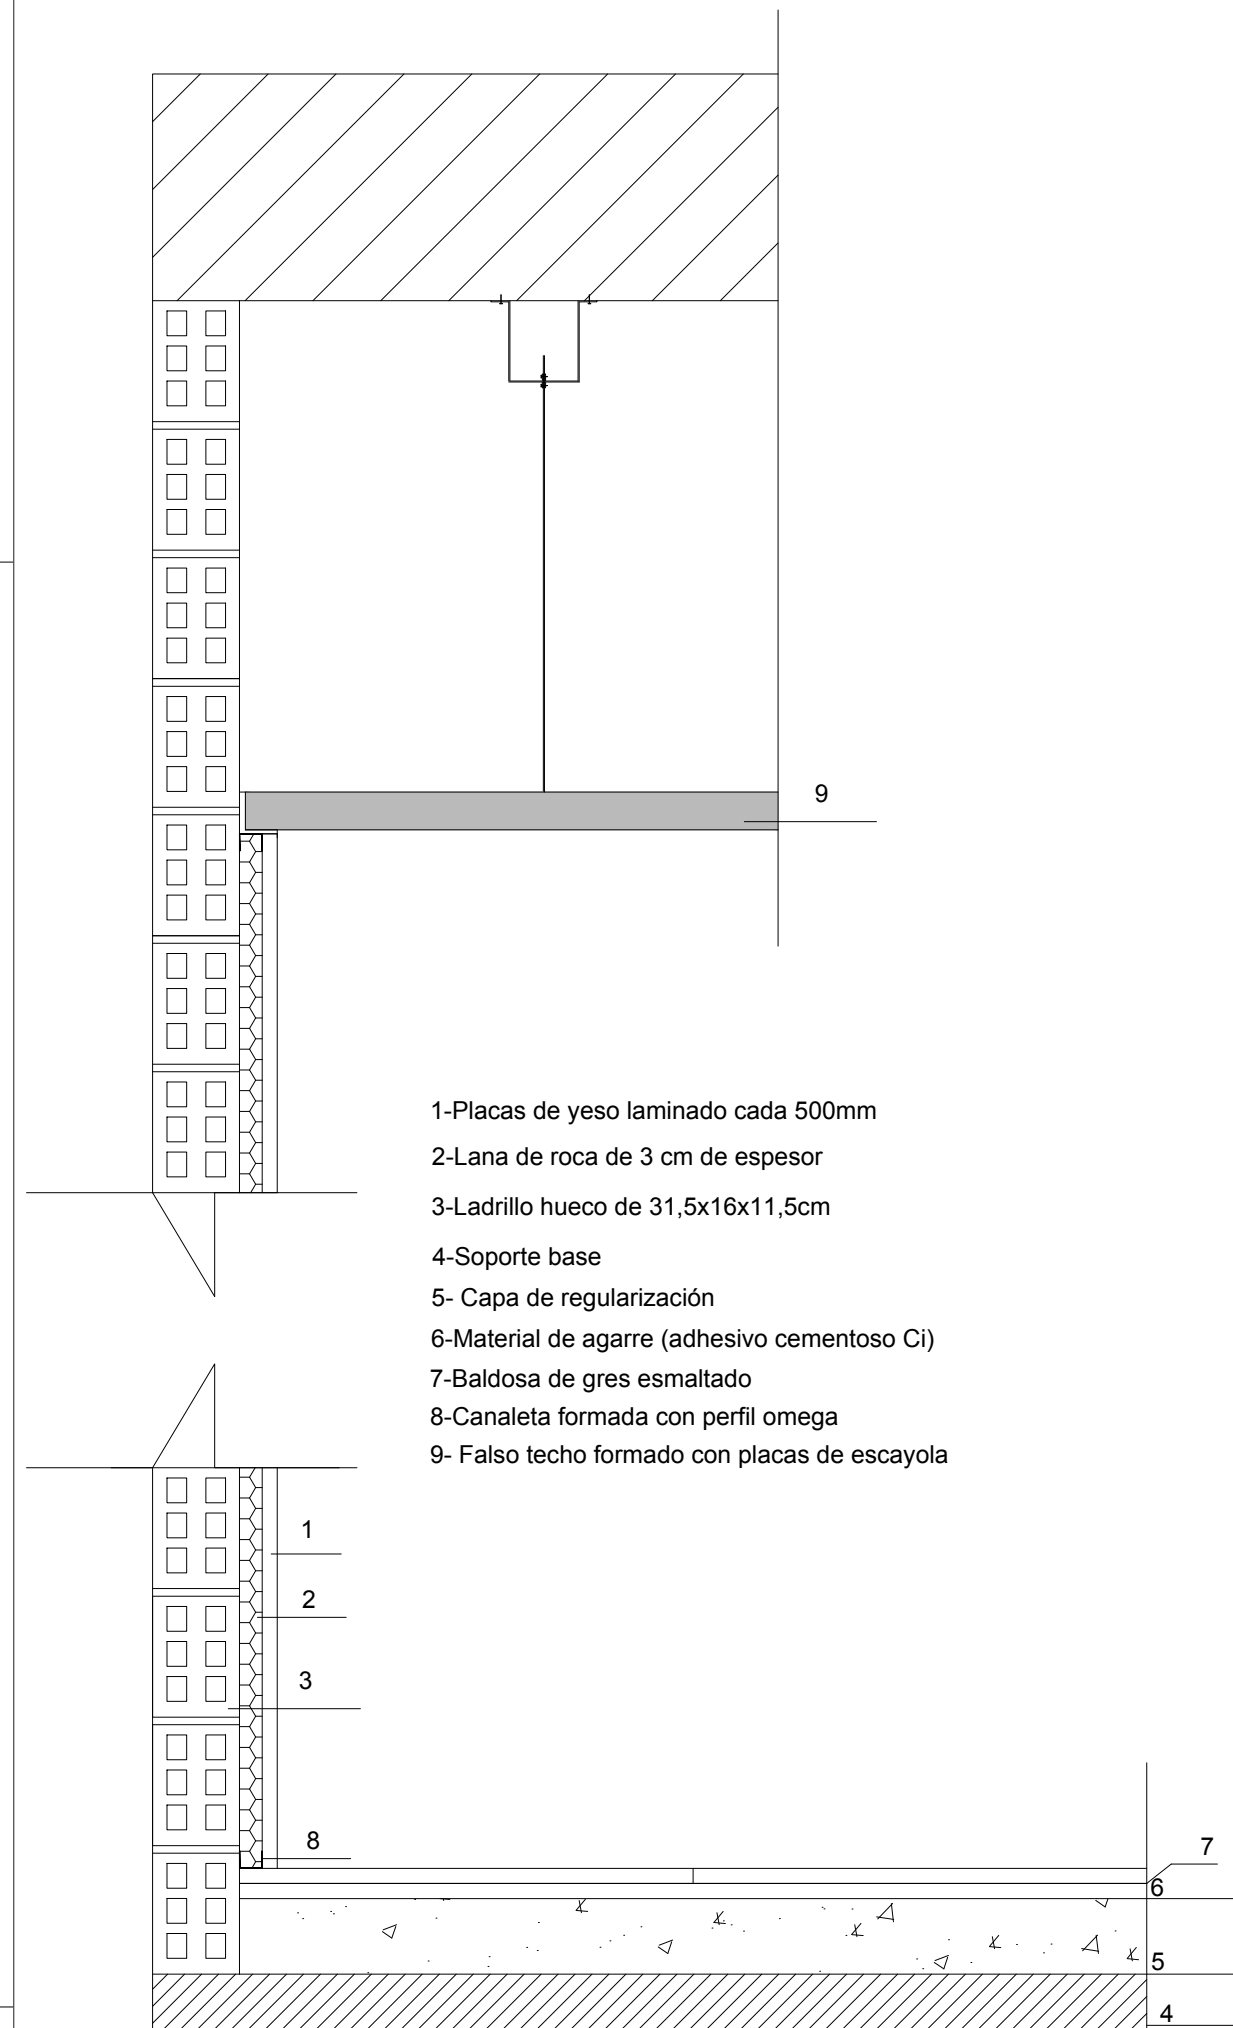 9
1-Placas de yeso laminado cada 500mm
2-Lana de roca de 3 cm de espesor
3-Ladrillo hueco de 31,5x16x11,5cm
4-Soporte base
5- Capa de regularización
6-Material de agarre (adhesivo cementoso Ci)
7-Baldosa de gres esmaltado
8-Canaleta formada con perfil omega
9- Falso techo formado con placas de escayola
1
2
3
8
7
6
5
4